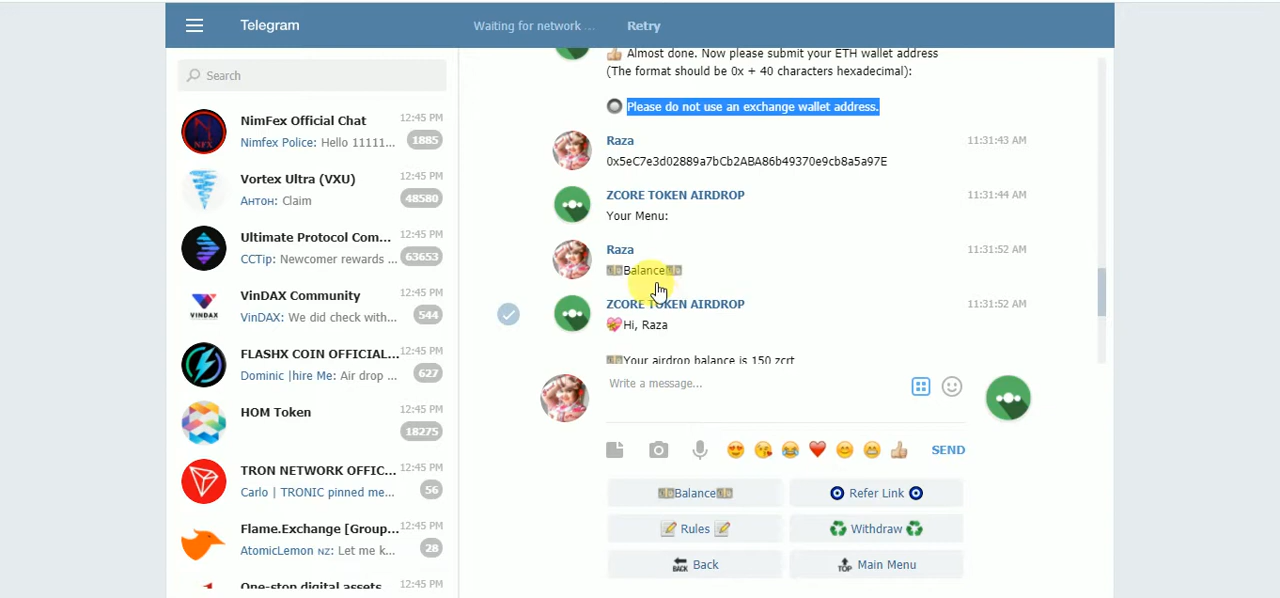 Telegram
Waiting for network ...
Retry
Search
NimFex Official Chat
12:45 PM
Nimfex Police: Hello 11111...
1885
Vortex Ultra (VXU)
12:45 PM
Антон: Claim
48580
Ultimate Protocol Com...
12:45 PM
CCTip: Newcomer rewards ...
63653
VinDAX Community
12:45 PM
VinDAX: We did check with...
544
FLASHX COIN OFFICIAL...
12:45 PM
Dominic |hire Me: Air drop ...
627
HOM Token
12:45 PM
18275
TRON NETWORK OFFIC...
12:45 PM
Carlo | TRONIC pinned me...
56
Flame.Exchange [Group...
12:45 PM
AtomicLemon NZ: Let me k...
28
One-stop digital assets
12:45 PM
👍 Almost done. Now please submit your ETH wallet address
(The format should be 0x + 40 characters hexadecimal):
🔘 Please do not use an exchange wallet address.
Raza
11:31:43 AM
0x5eC7e3d02889a7bCb2ABA86b49370e9cb8a5a97E
ZCORE TOKEN AIRDROP
11:31:44 AM
Your Menu:
Raza
11:31:52 AM
💵Balance💵
ZCORE TOKEN AIRDROP
11:31:52 AM
💝Hi, Raza
💵Your airdrop balance is 150 zcrt
Write a message...
SEND
💵Balance💵
🧿 Refer Link 🧿
📝 Rules 📝
♻️ Withdraw ♻️
🔙 Back
🔝 Main Menu